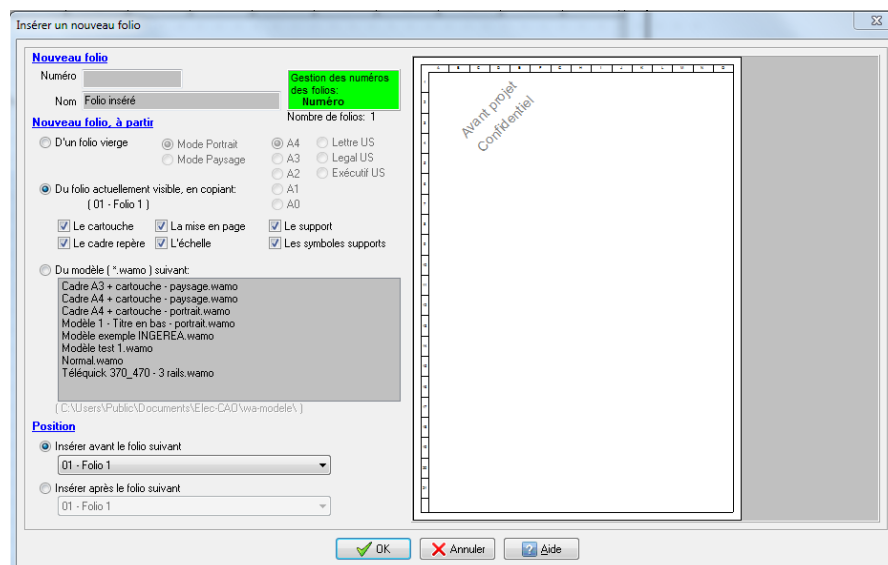 Insérer un nouveau folio
Nouveau folio
Numéro
Nom Folio inséré
Gestion des numéros
des folios:
Numéro
Nombre de folios: 1
Nouveau folio, à partir
D'un folio vierge
Mode Portrait
Mode Paysage
A4
A3
A2
A1
A0
Lettre US
Legal US
Exécutif US
Du folio actuellement visible, en copiant:
( 01 - Folio 1 )
Le cartouche La mise en page Le support
Le cadre repère L'échelle Les symboles supports
Du modèle ( *.wamo ) suivant:
Cadre A3 + cartouche - paysage.wamo
Cadre A4 + cartouche - paysage.wamo
Cadre A4 + cartouche - portrait.wamo
Modèle 1 - Titre en bas - portrait.wamo
Modèle exemple INGEREA.wamo
Modèle test 1.wamo
Normal.wamo
Téléquick 370_470 - 3 rails.wamo
( C:\Users\Public\Documents\Elec-CAO\wa-modele\ )
Position
Insérer avant le folio suivant
01 - Folio 1
Insérer après le folio suivant
01 - Folio 1
Avant projet
Confidentiel
OK Annuler Aide